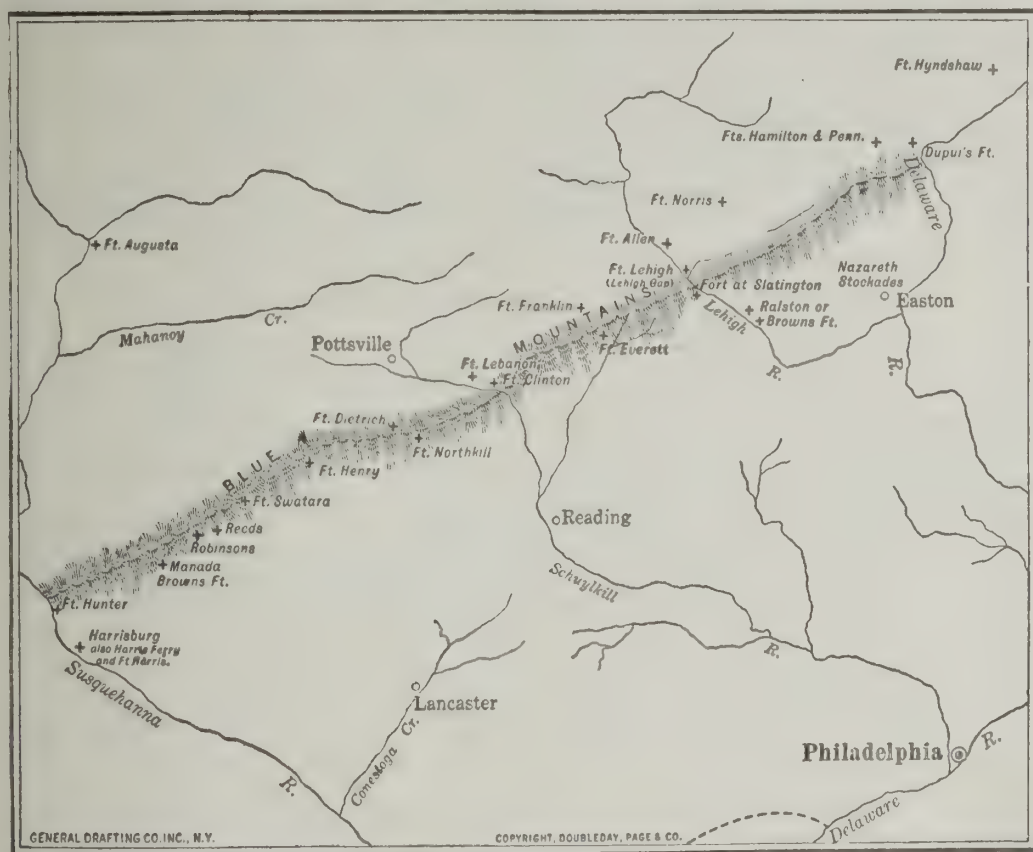 Ft. Hyndshaw
Fts. Hamilton & Penn.
Dupui's Ft.
Delaware
Ft. Norris
Ft. Augusta
Ft. Allen
Ft. Lehigh
(Lehigh Gap)
Fort at Slatington
Nazareth
Stockades
Easton
Ralston or
Browns Ft.
Lehigh
R.
R.
Ft. Franklin
MOUNTAINS
Ft. Everett
Mahanoy
Cr.
Pottsville
Ft. Lebanon
Ft. Clinton
Ft. Dietrich
Ft. Northkill
BLUE
Ft. Henry
Ft. Swatara
Reeds
Robinsons
Manada
Browns Ft.
Reading
Schuylkill
R.
Ft. Hunter
Harrisburg
also Harris Ferry
and Ft Harris.
Susquehanna
R.
Lancaster
Conestoga Cr.
Philadelphia
R.
Delaware
GENERAL DRAFTING CO. INC., N.Y.
COPYRIGHT, DOUBLEDAY, PAGE & CO.